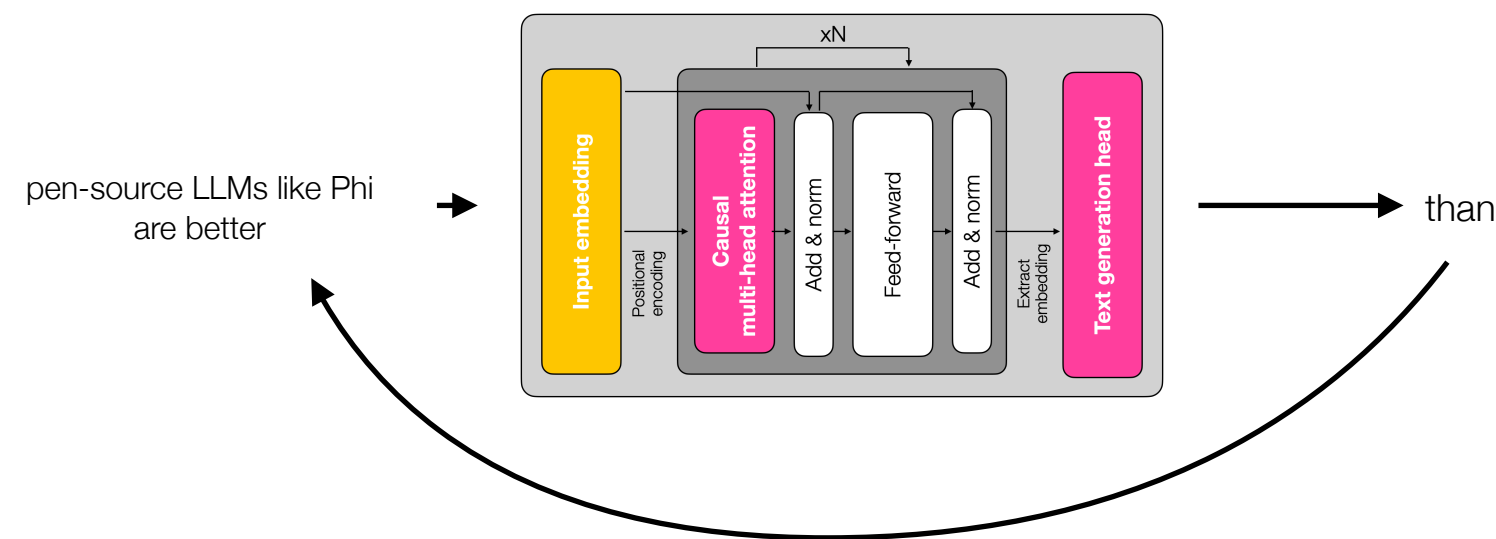 xN
pen-source LLMs like Phi
are better
Input embedding
Positional
encoding
Causal
multi-head attention
Add & norm
Feed-forward
Add & norm
Extract
embedding
Text generation head
than